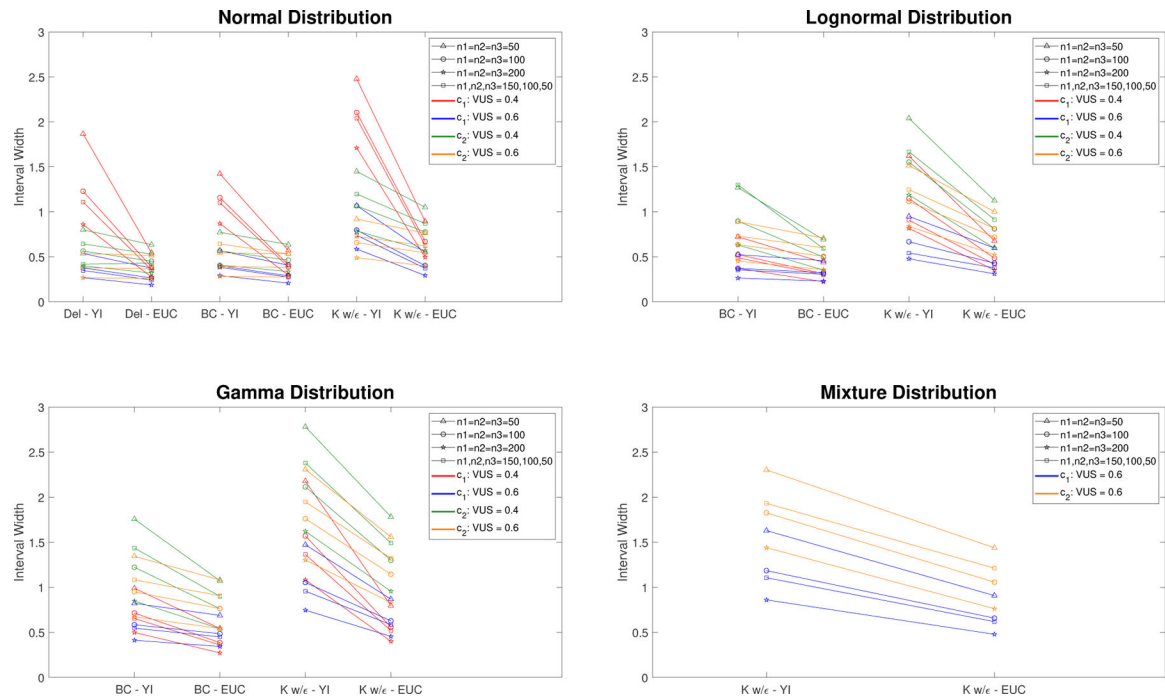 Normal Distribution
3
2.5
2
1.5
1
0.5
0
Interval Width
Del - YI
Del - EUC
BC - YI
BC - EUC
K w/ϵ - YI
K w/ϵ - EUC
n1=n2=n3=50
n1=n2=n3=100
n1=n2=n3=200
n1,n2,n3=150,100,50
c1: VUS = 0.4
c1: VUS = 0.6
c2: VUS = 0.4
c2: VUS = 0.6
Lognormal Distribution
3
2.5
2
1.5
1
0.5
0
Interval Width
BC - YI
BC - EUC
K w/ϵ - YI
K w/ϵ - EUC
n1=n2=n3=50
n1=n2=n3=100
n1=n2=n3=200
n1,n2,n3=150,100,50
c1: VUS = 0.4
c1: VUS = 0.6
c2: VUS = 0.4
c2: VUS = 0.6
Gamma Distribution
3
2.5
2
1.5
1
0.5
0
Interval Width
BC - YI
BC - EUC
K w/ϵ - YI
K w/ϵ - EUC
n1=n2=n3=50
n1=n2=n3=100
n1=n2=n3=200
n1,n2,n3=150,100,50
c1: VUS = 0.4
c1: VUS = 0.6
c2: VUS = 0.4
c2: VUS = 0.6
Mixture Distribution
3
2.5
2
1.5
1
0.5
0
Interval Width
K w/ϵ - YI
K w/ϵ - EUC
n1=n2=n3=50
n1=n2=n3=100
n1=n2=n3=200
n1,n2,n3=150,100,50
c1: VUS = 0.6
c2: VUS = 0.6